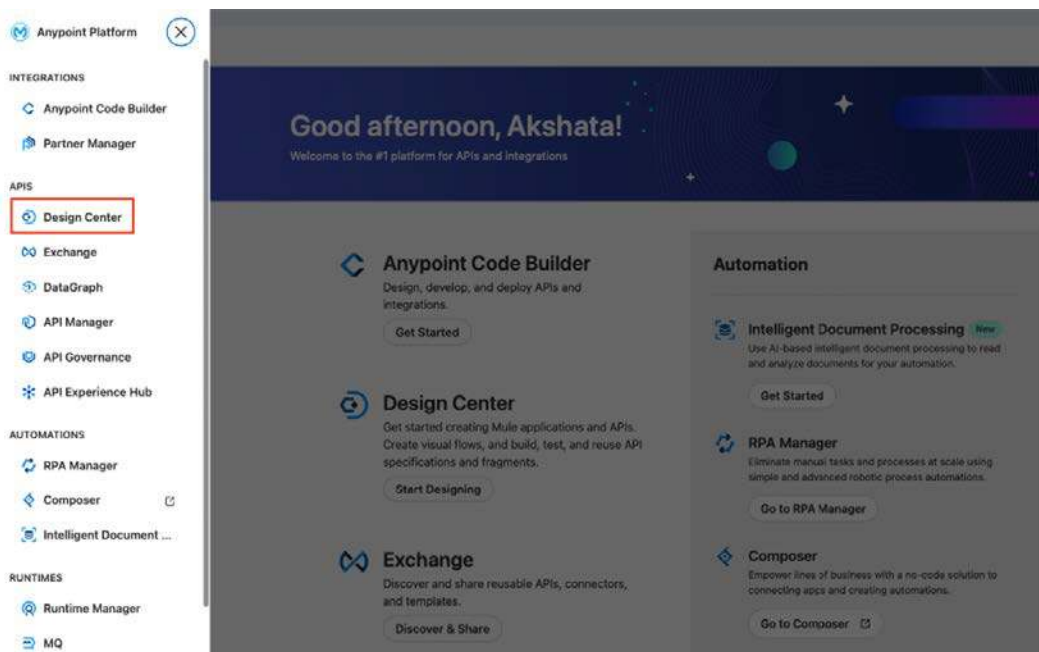 Anypoint Platform
INTEGRATIONS
Anypoint Code Builder
Partner Manager
APIS
Design Center
Exchange
DataGraph
API Manager
API Governance
API Experience Hub
AUTOMATIONS
RPA Manager
Composer
Intelligent Document ...
RUNTIMES
Runtime Manager
MQ
Good afternoon, Akshata!
Welcome to the #1 platform for APIs and integrations
Anypoint Code Builder
Design, develop, and deploy APIs and
integrations.
Get Started
Design Center
Get started creating Mule applications and APIs.
Create visual flows, and build, test, and reuse API
specifications and fragments.
Start Designing
Exchange
Discover and share reusable APIs, connectors,
and templates.
Discover & Share
Automation
Intelligent Document Processing New
Use AI-based intelligent document processing to read
and analyze documents for your automation.
Get Started
RPA Manager
Eliminate manual tasks and processes at scale using
simple and advanced robotic process automations.
Go to RPA Manager
Composer
Empower lines of business with a no-code solution to
connecting apps and creating automations.
Go to Composer